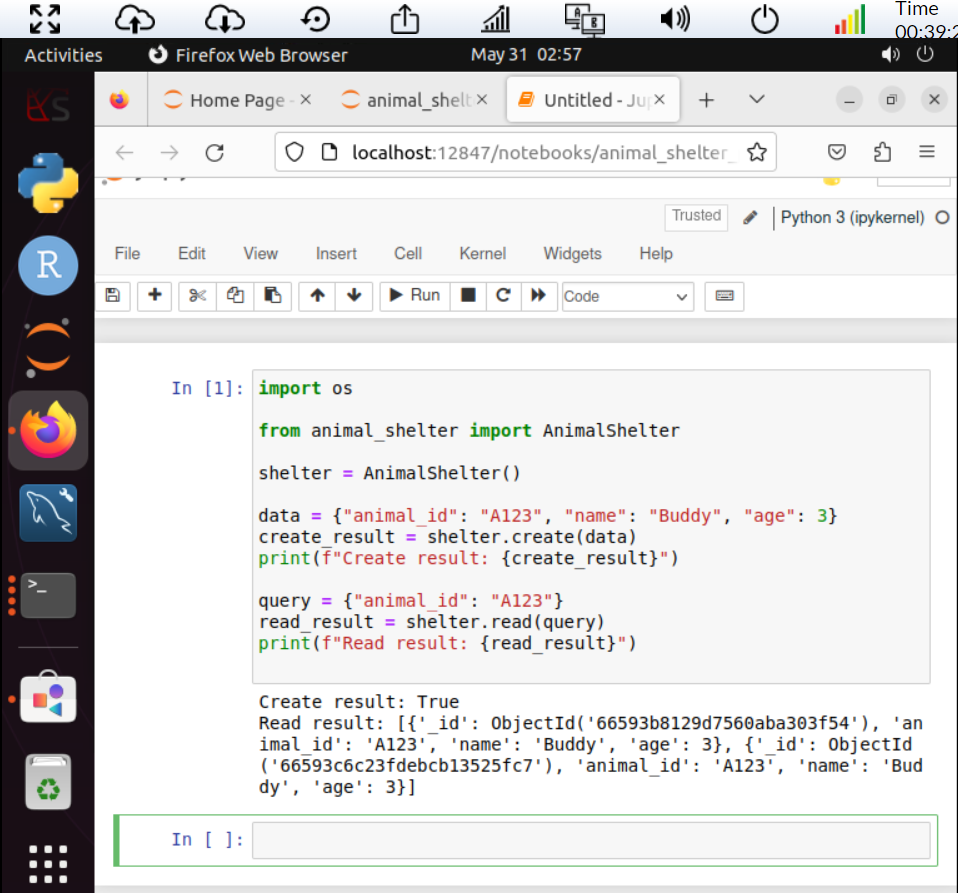 Time
00:39:2
Activities
Firefox Web Browser
May 31 02:57
Home Page -
animal_shelt
Untitled - Jup
localhost:12847/notebooks/animal_shelter_
Trusted
Python 3 (ipykernel)
File Edit View Insert Cell Kernel Widgets Help
Run
Code
In [1]:
import os
from animal_shelter import AnimalShelter
shelter = AnimalShelter()
data = {"animal_id": "A123", "name": "Buddy", "age": 3}
create_result = shelter.create(data)
print(f"Create result: {create_result}")
query = {"animal_id": "A123"}
read_result = shelter.read(query)
print(f"Read result: {read_result}")
Create result: True
Read result: [{'_id': ObjectId('66593b8129d7560aba303f54'), 'an
imal_id': 'A123', 'name': 'Buddy', 'age': 3}, {'_id': ObjectId
('66593c6c23fdebcb13525fc7'), 'animal_id': 'A123', 'name': 'Bud
dy', 'age': 3}]
In [ ]: